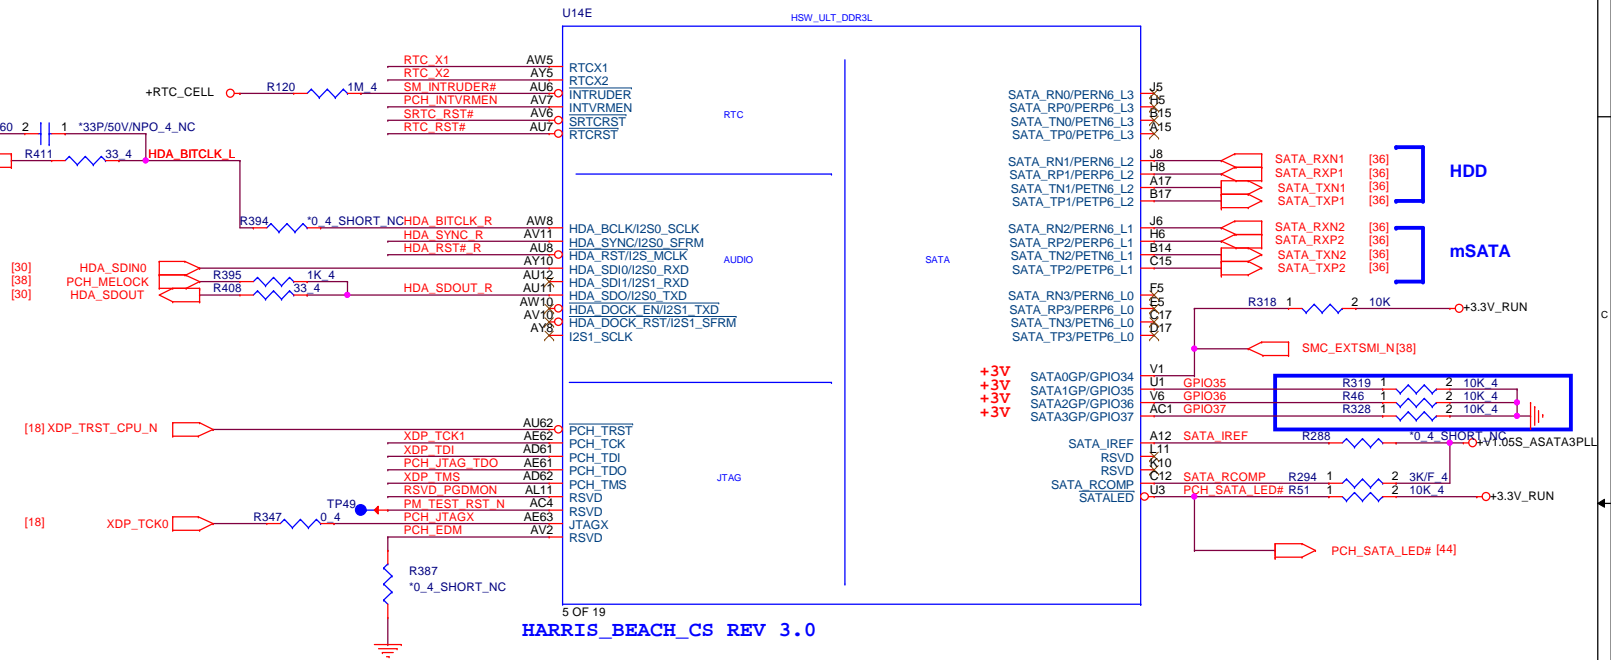 U14E
HSW_ULT_DDR3L
RTC_X1 AW5 RTCX1
RTC_X2 AY5 RTCX2
+RTC_CELL R120 1M_4 SM_INTRUDER# AU6 INTRUDER
PCH_INTVRMEN AV7 INTVRMEN
SRTC_RST# AV6 SRTCRST
RTC_RST# AU7 RTCRST
RTC
60 2 1 *33P/50V/NPO_4_NC
R411 33_4 HDA_BITCLK_L
R394 *0_4_SHORT_NC HDA_BITCLK_R AW8 HDA_BCLK/I2S0_SCLK
HDA_SYNC_R AV11 HDA_SYNC/I2S0_SFRM
HDA_RST#_R AU8 HDA_RST/I2S_MCLK
[30] HDA_SDIN0 AY10 HDA_SDI0/I2S0_RXD
[38] PCH_MELOCK R395 1K_4 AU12 HDA_SDI1/I2S1_RXD
[30] HDA_SDOUT R408 33_4 HDA_SDOUT_R AU11 HDA_SDO/I2S0_TXD
AW10 HDA_DOCK_EN/I2S1_TXD
AV10 HDA_DOCK_RST/I2S1_SFRM
AY8 I2S1_SCLK
AUDIO
[18] XDP_TRST_CPU_N AU62 PCH_TRST
XDP_TCK1 AE62 PCH_TCK
XDP_TDI AD61 PCH_TDI
PCH_JTAG_TDO AE61 PCH_TDO
XDP_TMS AD62 PCH_TMS
RSVD_PGDMON AL11 RSVD
TP49 PM_TEST_RST_N AC4 RSVD
[18] XDP_TCK0 R347 0_4 PCH_JTAGX AE63 JTAGX
PCH_EDM AV2 RSVD
JTAG
R387
*0_4_SHORT_NC
SATA
SATA_RN0/PERN6_L3 J5
SATA_RP0/PERP6_L3 H5
SATA_TN0/PETN6_L3 B15
SATA_TP0/PETP6_L3 A15
SATA_RN1/PERN6_L2 J8 SATA_RXN1 [36]
SATA_RP1/PERP6_L2 H8 SATA_RXP1 [36]
SATA_TN1/PETN6_L2 A17 SATA_TXN1 [36]
SATA_TP1/PETP6_L2 B17 SATA_TXP1 [36]
HDD
SATA_RN2/PERN6_L1 J6 SATA_RXN2 [36]
SATA_RP2/PERP6_L1 H6 SATA_RXP2 [36]
SATA_TN2/PETN6_L1 B14 SATA_TXN2 [36]
SATA_TP2/PETP6_L1 C15 SATA_TXP2 [36]
mSATA
SATA_RN3/PERN6_L0 F5
SATA_RP3/PERP6_L0 E5
SATA_TN3/PETN6_L0 C17
SATA_TP3/PETP6_L0 D17
R318 1 2 10K +3.3V_RUN
SMC_EXTSMI_N[38]
+3V SATA0GP/GPIO34 V1
+3V SATA1GP/GPIO35 U1 GPIO35 R319 1 2 10K_4
+3V SATA2GP/GPIO36 V6 GPIO36 R46 1 2 10K_4
+3V SATA3GP/GPIO37 AC1 GPIO37 R328 1 2 10K_4
SATA_IREF A12 SATA_IREF R288 *0_4_SHORT_NC +V1.05S_ASATA3PLL
RSVD L11
RSVD K10
SATA_RCOMP C12 SATA_RCOMP R294 1 2 3K/F_4
SATALED U3 PCH_SATA_LED# R51 1 2 10K_4 +3.3V_RUN
PCH_SATA_LED# [44]
C
5 OF 19
HARRIS_BEACH_CS REV 3.0